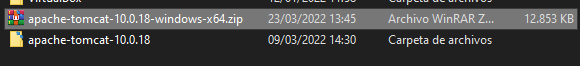 apache-tomcat-10.0.18-windows-x64.zip 23/03/2022 13:45 Archivo WinRAR Z... 12.853 KB
apache-tomcat-10.0.18 09/03/2022 14:30 Carpeta de archivos